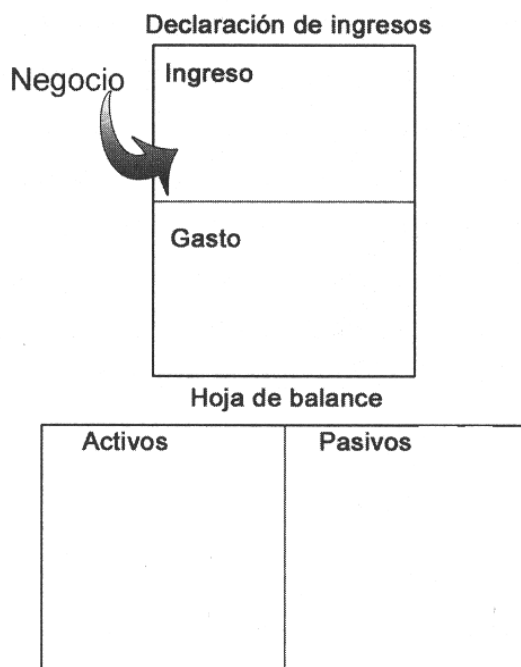 Declaración de ingresos
Negocio
Ingreso
Gasto
Hoja de balance
Activos
Pasivos